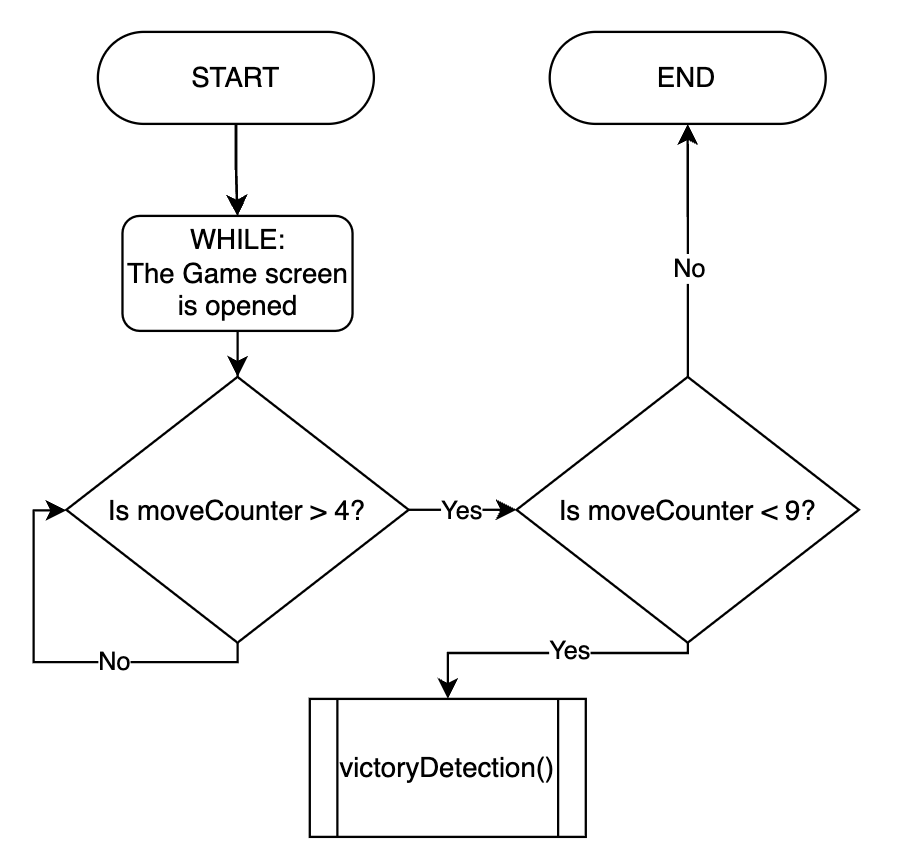 START
END
WHILE:
The Game screen
is opened
No
Is moveCounter > 4?
Yes
Is moveCounter < 9?
No
Yes
victoryDetection()